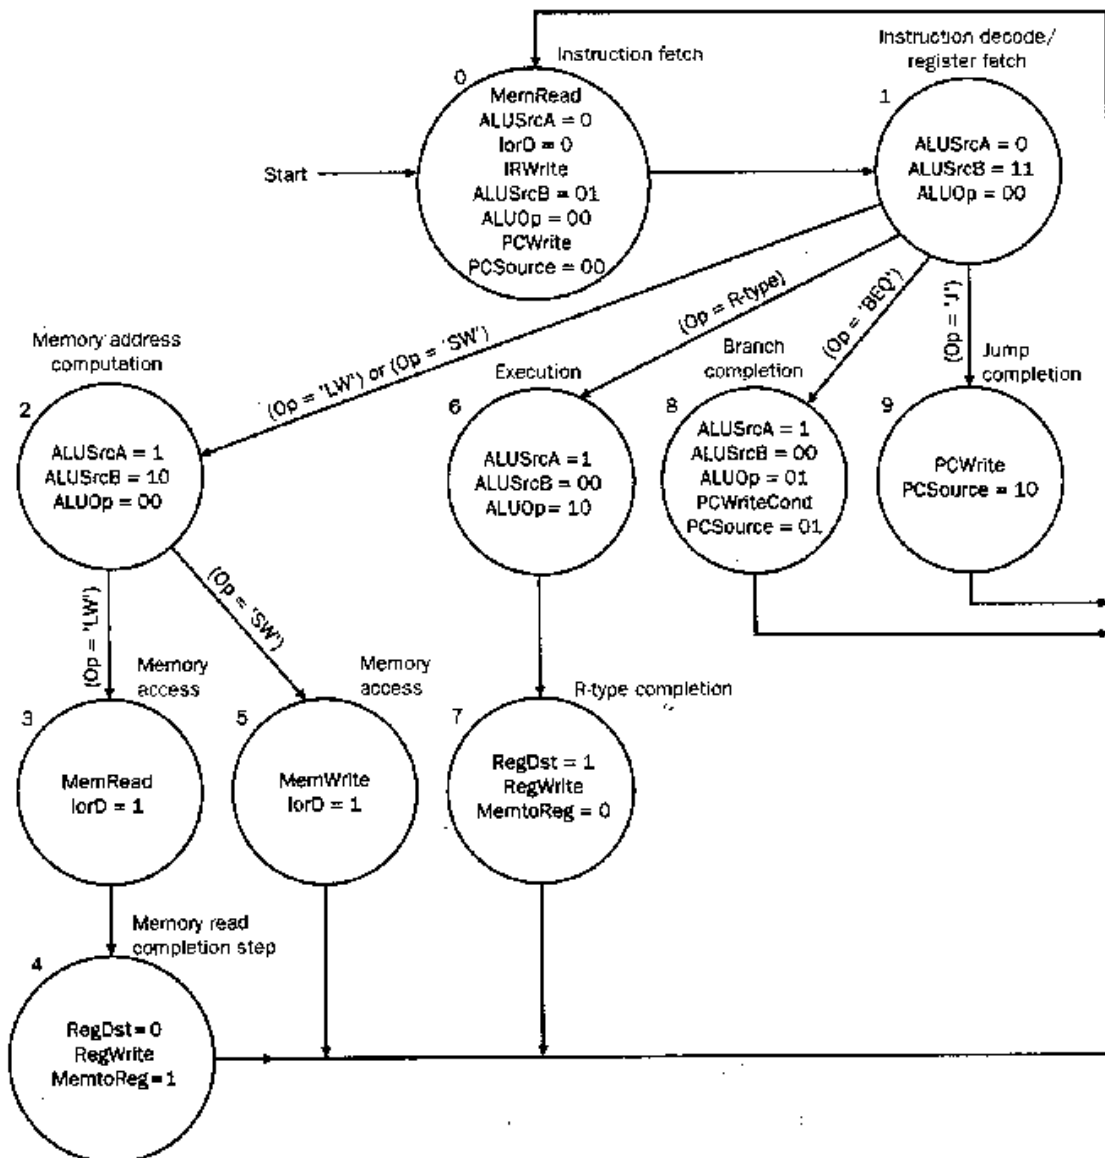 Instruction decode/
register fetch
Instruction fetch
0
1
MemRead
ALUSrcA = 0
IorD = 0
IRWrite
ALUSrcB = 01
ALUOp = 00
PCWrite
PCSource = 00
Start
ALUSrcA = 0
ALUSrcB = 11
ALUOp = 00
(Op = 'LW') or (Op = 'SW')
(Op = R-type)
(Op = 'BEQ')
(Op = 'J')
Memory address
computation
2
ALUSrcA = 1
ALUSrcB = 10
ALUOp = 00
Execution
6
ALUSrcA = 1
ALUSrcB = 00
ALUOp = 10
Branch
completion
8
ALUSrcA = 1
ALUSrcB = 00
ALUOp = 01
PCWriteCond
PCSource = 01
Jump
completion
9
PCWrite
PCSource = 10
(Op = 'LW')
(Op = 'SW')
Memory
access
3
MemRead
IorD = 1
Memory
access
5
MemWrite
IorD = 1
R-type completion
7
RegDst = 1
RegWrite
MemtoReg = 0
Memory read
completion step
4
RegDst=0
RegWrite
MemtoReg=1